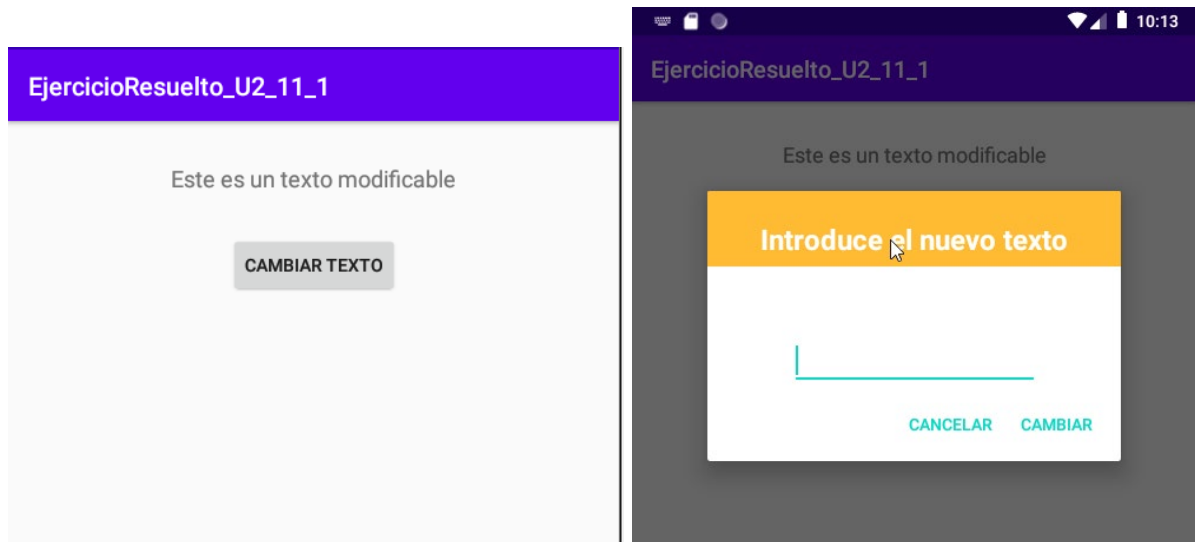 EjercicioResuelto_U2_11_1
Este es un texto modificable
CAMBIAR TEXTO
10:13
EjercicioResuelto_U2_11_1
Este es un texto modificable
Introduce el nuevo texto
CANCELAR CAMBIAR